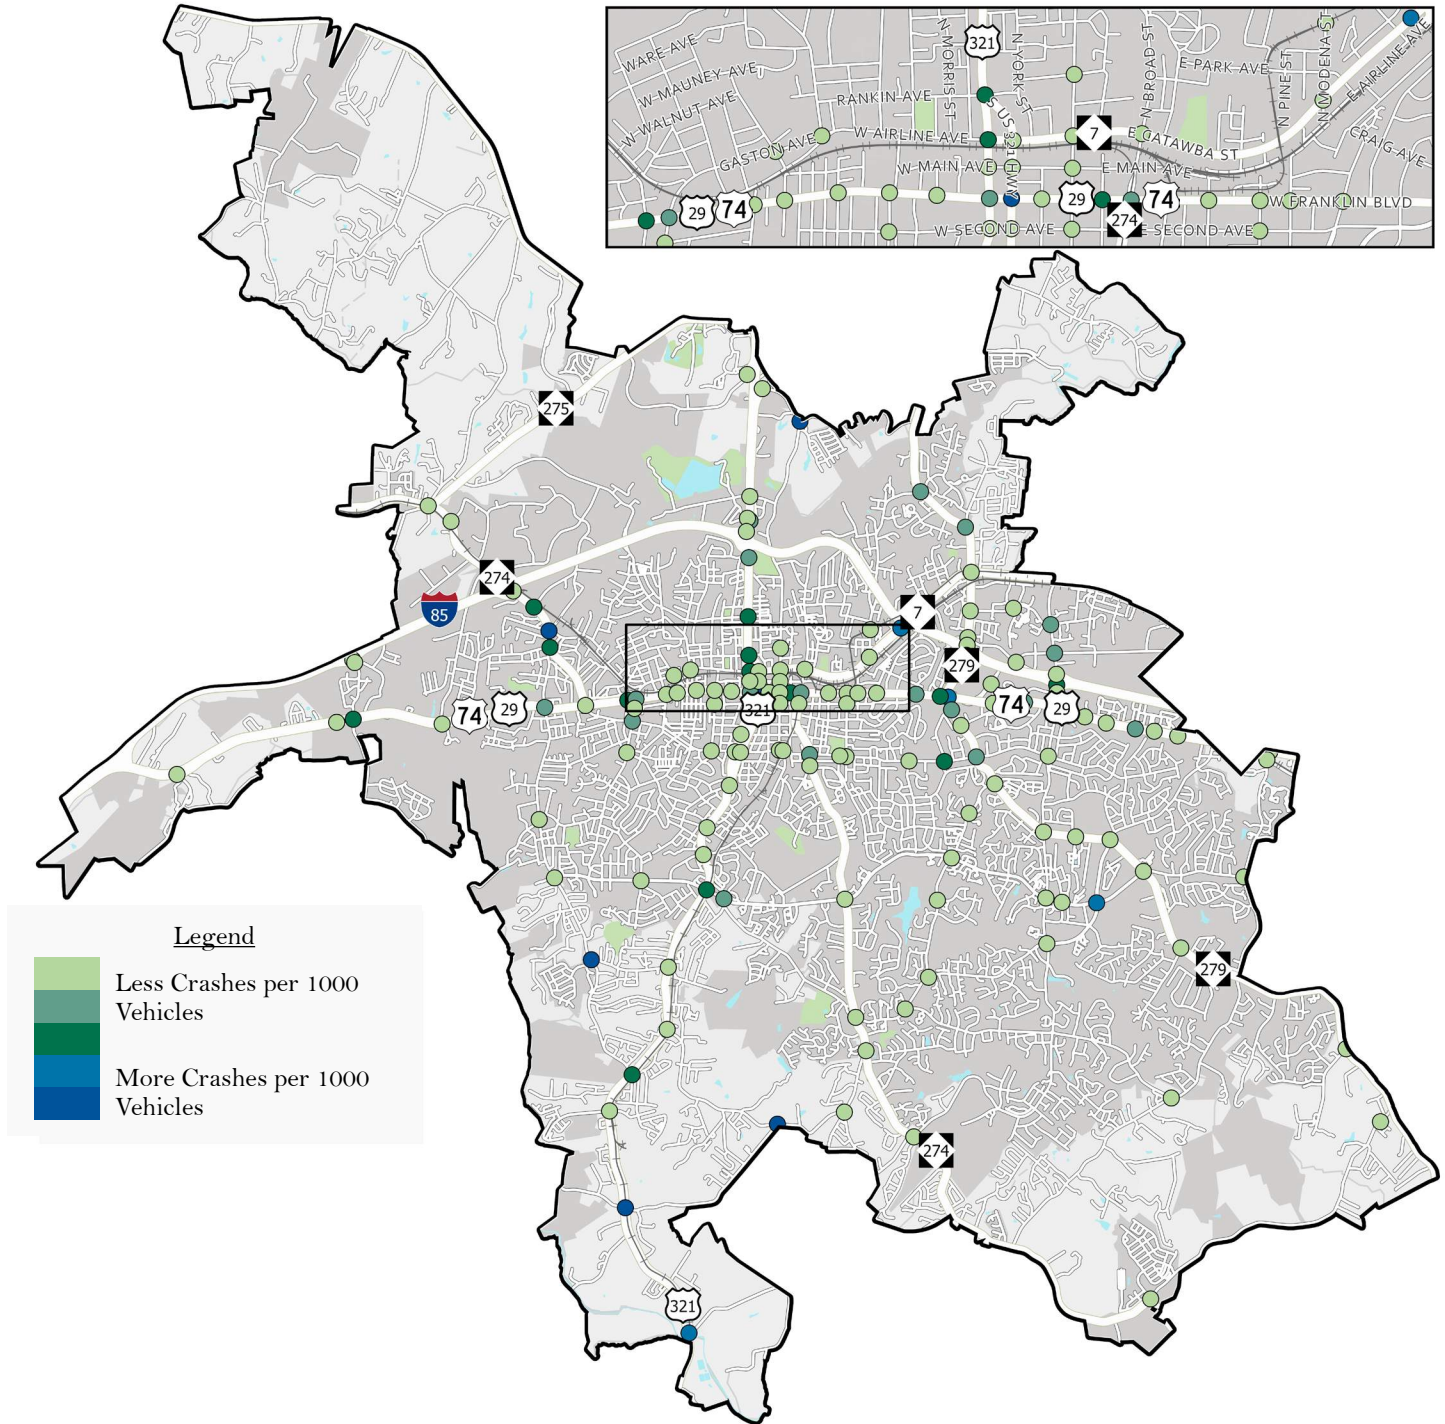 321
WARE AVE
W MAUNEY AVE
W WALNUT AVE
GASTON AVE
RANKIN AVE
N MORRIS ST
N YORK ST
S US 321 HWY
N BROAD ST
E PARK AVE
N PINE ST
N MODENA ST
E AIRLINE AVE
CRAIG AVE
W AIRLINE AVE
7
E CATAWBA ST
W MAIN AVE
E MAIN AVE
29
74
29
74
W FRANKLIN BLVD
274
W SECOND AVE
E SECOND AVE
275
274
85
7
279
74
29
321
74
29
279
274
321
Legend
Less Crashes per 1000
Vehicles
More Crashes per 1000
Vehicles